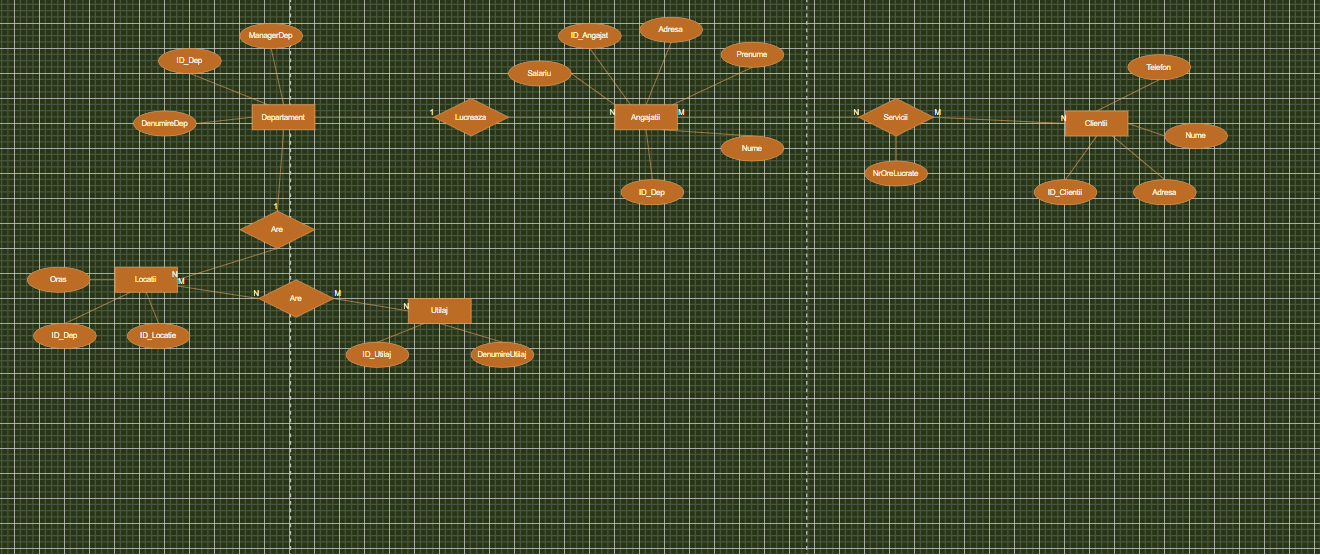 ManagerDep
ID_Dep
DenumireDep
Departament
1
Lucreaza
ID_Angajat
Adresa
Prenume
Salariu
N
Angajatii
M
Nume
ID_Dep
N
Servicii
M
NrOreLucrate
Telefon
N
Clientii
Nume
ID_Clientii
Adresa
1
Are
Oras
Locatii
N
M
ID_Dep
ID_Locatie
N
Are
M
N
Utilaj
ID_Utilaj
DenumireUtilaj